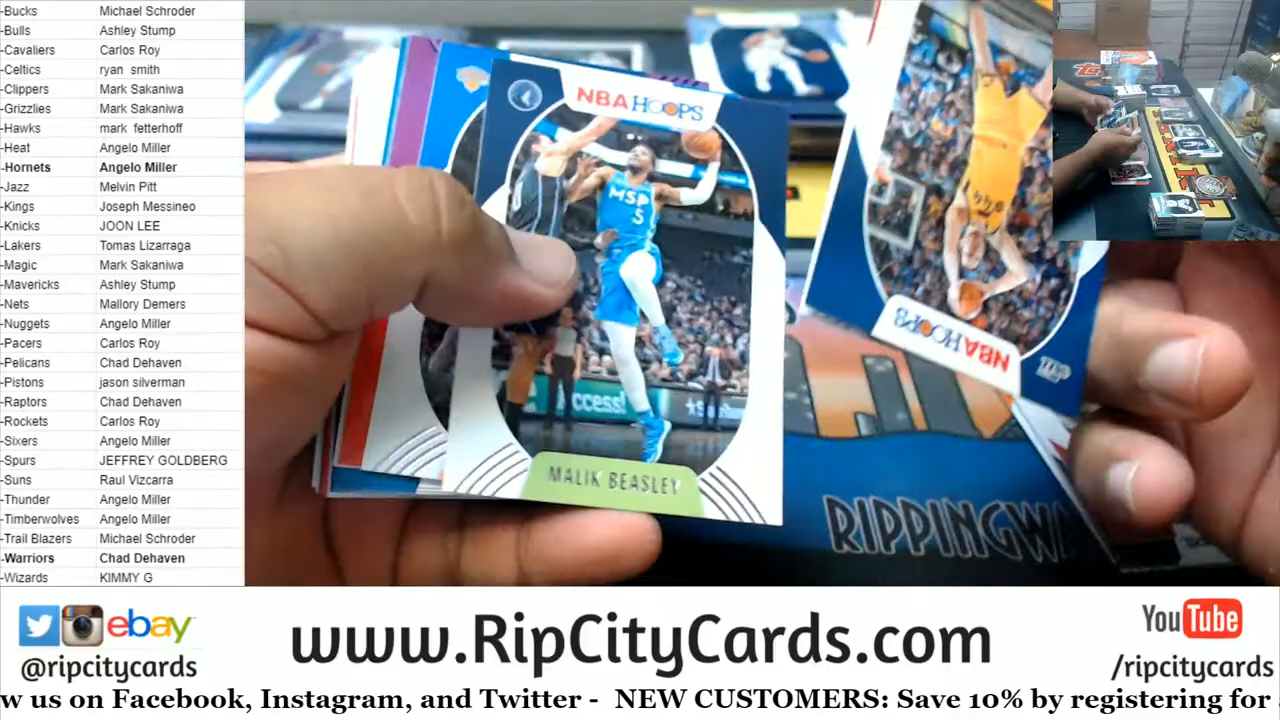 -Bucks Michael Schroder
-Bulls Ashley Stump
-Cavaliers Carlos Roy
-Celtics ryan smith
-Clippers Mark Sakaniwa
-Grizzlies Mark Sakaniwa
-Hawks mark fetterhoff
-Heat Angelo Miller
-Hornets Angelo Miller
-Jazz Melvin Pitt
-Kings Joseph Messineo
-Knicks JOON LEE
-Lakers Tomas Lizarraga
-Magic Mark Sakaniwa
-Mavericks Ashley Stump
-Nets Mallory Demers
-Nuggets Angelo Miller
-Pacers Carlos Roy
-Pelicans Chad Dehaven
-Pistons jason silverman
-Raptors Chad Dehaven
-Rockets Carlos Roy
-Sixers Angelo Miller
-Spurs JEFFREY GOLDBERG
-Suns Raul Vizcarra
-Thunder Angelo Miller
-Timberwolves Angelo Miller
-Trail Blazers Michael Schroder
-Warriors Chad Dehaven
-Wizards KIMMY G
NBA HOOPS
MSP
5
Access!
MALIK BEASLEY
NBA HOOPS
RIPPINGWA
ebay
@ripcitycards
www.RipCityCards.com
YouTube
/ripcitycards
w us on Facebook, Instagram, and Twitter - NEW CUSTOMERS: Save 10% by registering for